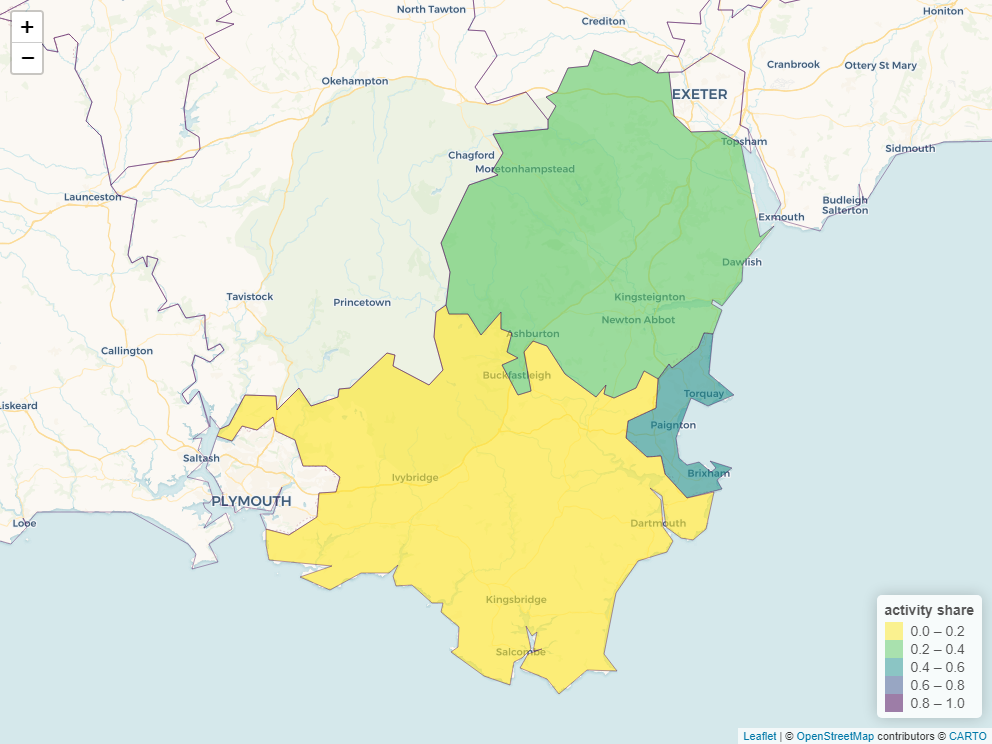 +
−
North Tawton
Crediton
Honiton
Cranbrook
Ottery St Mary
Okehampton
EXETER
Topsham
Sidmouth
Chagford
Moretonhampstead
Launceston
Budleigh
Salterton
Exmouth
Dawlish
Tavistock
Princetown
Kingsteignton
Newton Abbot
Ashburton
Callington
Buckfastleigh
Torquay
Liskeard
Paignton
Saltash
Brixham
Ivybridge
PLYMOUTH
Looe
Dartmouth
Kingsbridge
Salcombe
activity share
0.0 – 0.2
0.2 – 0.4
0.4 – 0.6
0.6 – 0.8
0.8 – 1.0
Leaflet | © OpenStreetMap contributors © CARTO